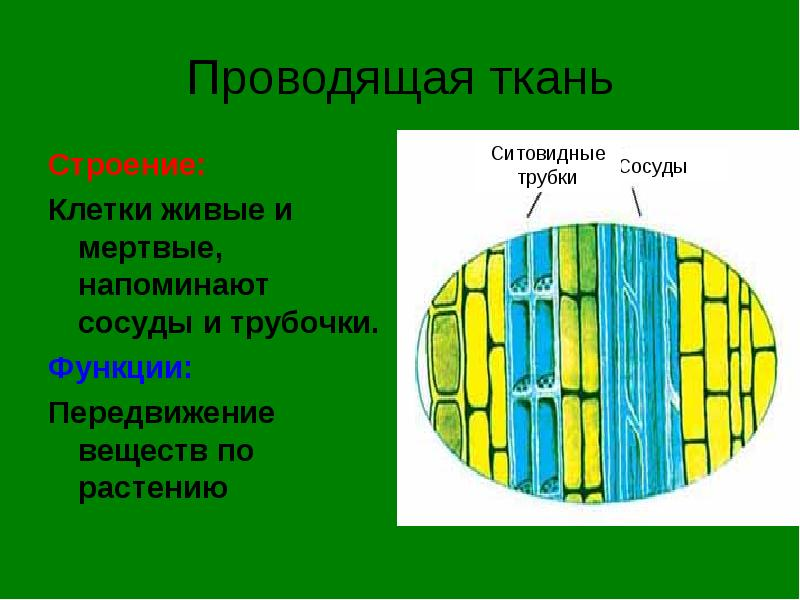 Проводящая ткань
Строение:
Клетки живые и
мертвые,
напоминают
сосуды и трубочки.
Функции:
Передвижение
веществ по
растению
Ситовидные
трубки
Сосуды